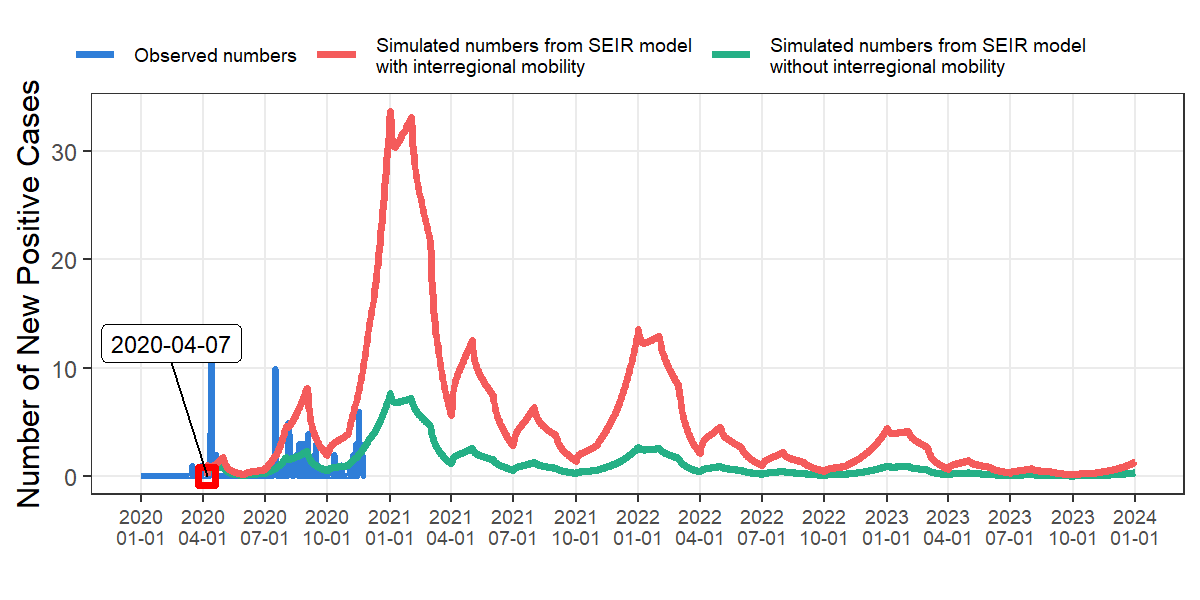 Observed numbers
Simulated numbers from SEIR model
with interregional mobility
Simulated numbers from SEIR model
without interregional mobility
Number of New Positive Cases
30
20
10
0
2020-04-07
2020 2020 2020 2020 2021 2021 2021 2021 2022 2022 2022 2022 2023 2023 2023 2023 2024
01-01 04-01 07-01 10-01 01-01 04-01 07-01 10-01 01-01 04-01 07-01 10-01 01-01 04-01 07-01 10-01 01-01